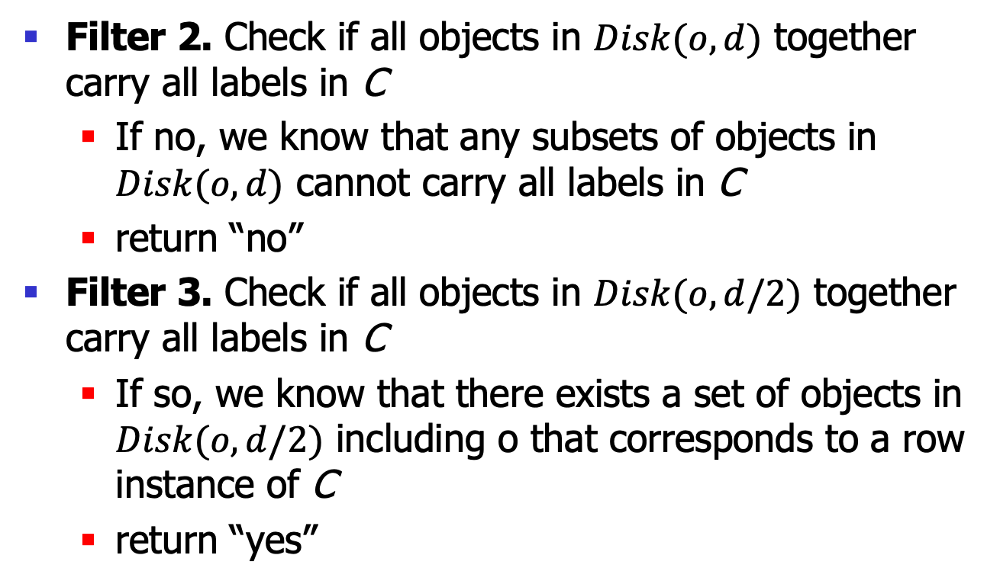 Filter 2. Check if all objects in Disk(o, d) together
carry all labels in C
If no, we know that any subsets of objects in
Disk(o, d) cannot carry all labels in C
return “no”
Filter 3. Check if all objects in Disk(o, d/2) together
carry all labels in C
If so, we know that there exists a set of objects in
Disk(o, d/2) including o that corresponds to a row
instance of C
return “yes”